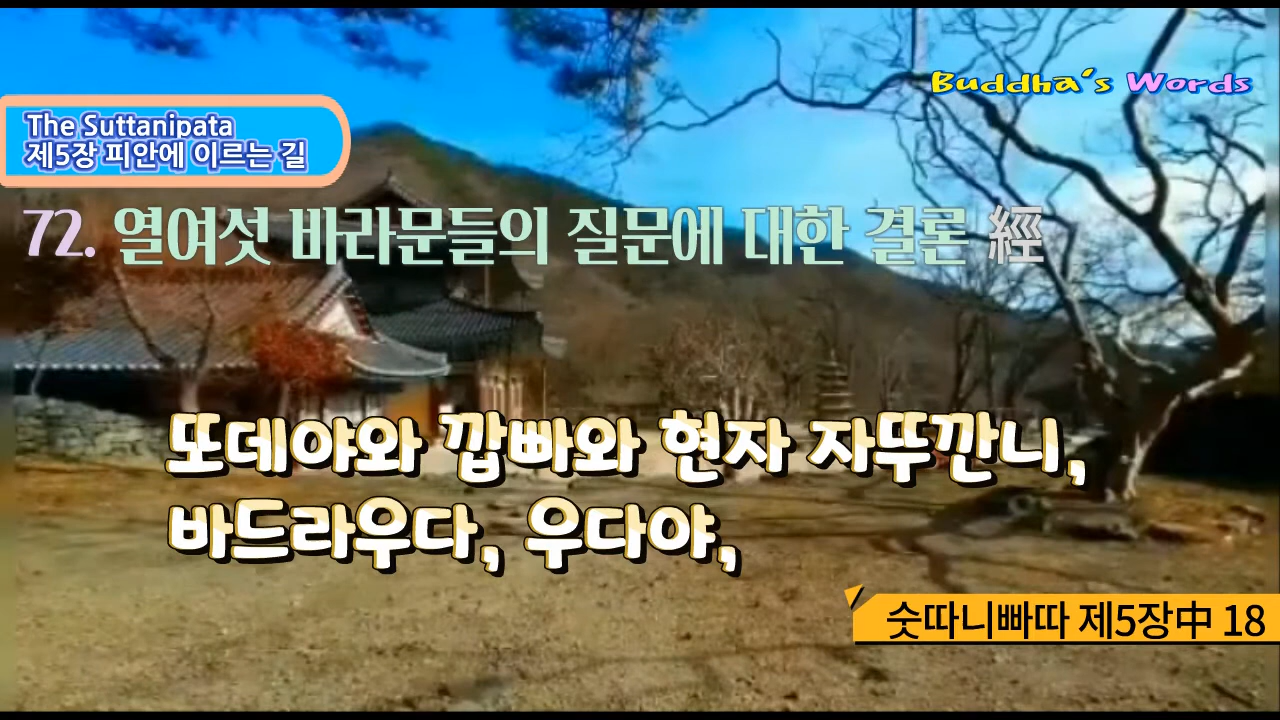 Buddha's Words
The Suttanipata
제5장 피안에 이르는 길
72. 열여섯 바라문들의 질문에 대한 결론 經
또데야와 깝빠와 현자 자뚜깐니,
바드라우다, 우다야,
숫따니빠따 제5장中 18